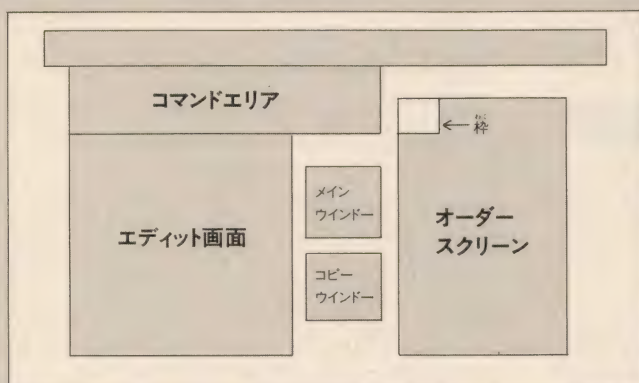 コマンドエリア
←枠
わく
エディット画面
メイン
ウインドー
コピー
ウインドー
オーダー
スクリーン